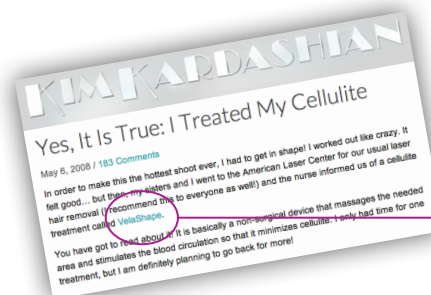 KIM KARDASHIAN
Yes, It Is True: I Treated My Cellulite
May 6, 2008 / 183 Comments
In order to make this the hottest shoot ever, I had to get in shape! I worked out like crazy. It
felt good... but then, my sisters and I went to the American Laser Center for our usual laser
hair removal (I recommend this to everyone as well!) and the nurse informed us of a cellulite
treatment called VelaShape.
You have got to read about it! It is basically a non-surgical device that massages the needed
area and stimulates the blood circulation so that it minimizes cellulite. I only had time for one
treatment, but I am definitely planning to go back for more!